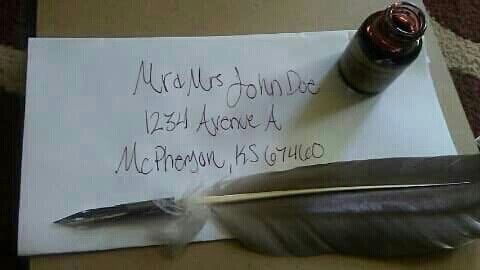 Mr & Mrs John Doe
1234 Avenue A
McPherson, KS 67460